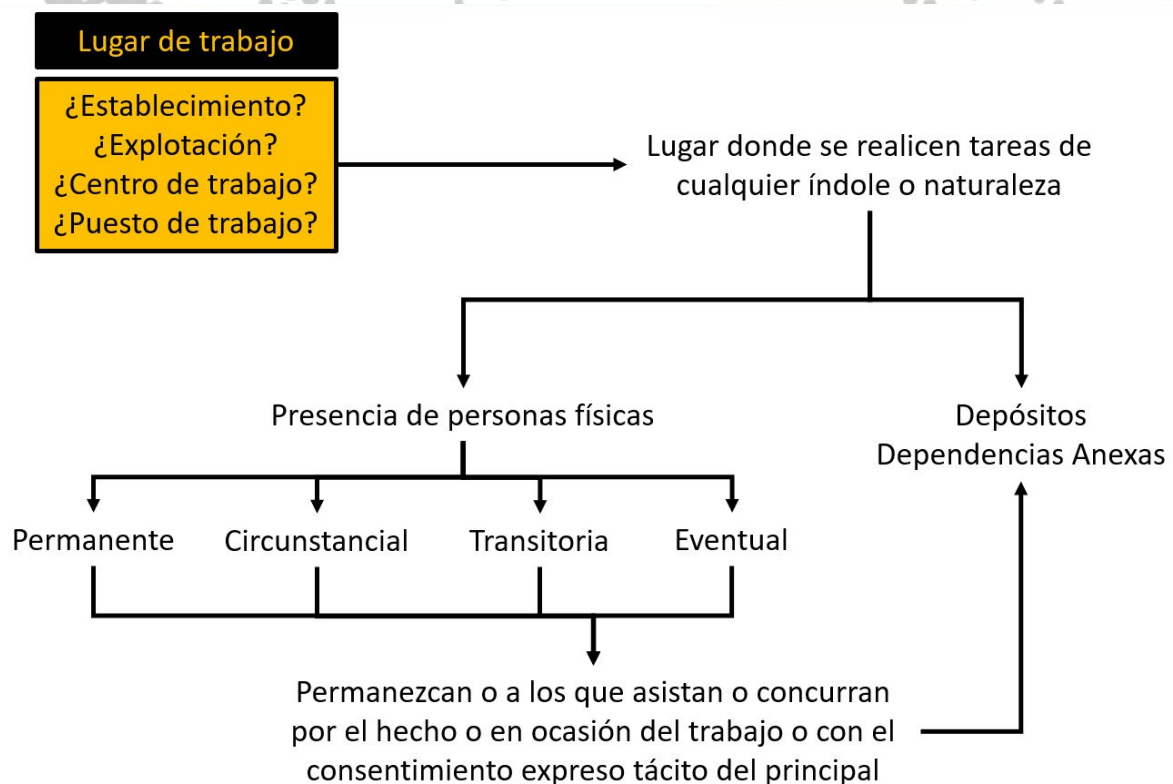 Lugar de trabajo
¿Establecimiento?
¿Explotación?
¿Centro de trabajo?
¿Puesto de trabajo?
Lugar donde se realicen tareas de
cualquier índole o naturaleza
Presencia de personas físicas
Depósitos
Dependencias Anexas
Permanente
Circunstancial
Transitoria
Eventual
Permanezcan o a los que asistan o concurran
por el hecho o en ocasión del trabajo o con el
consentimiento expreso tácito del principal